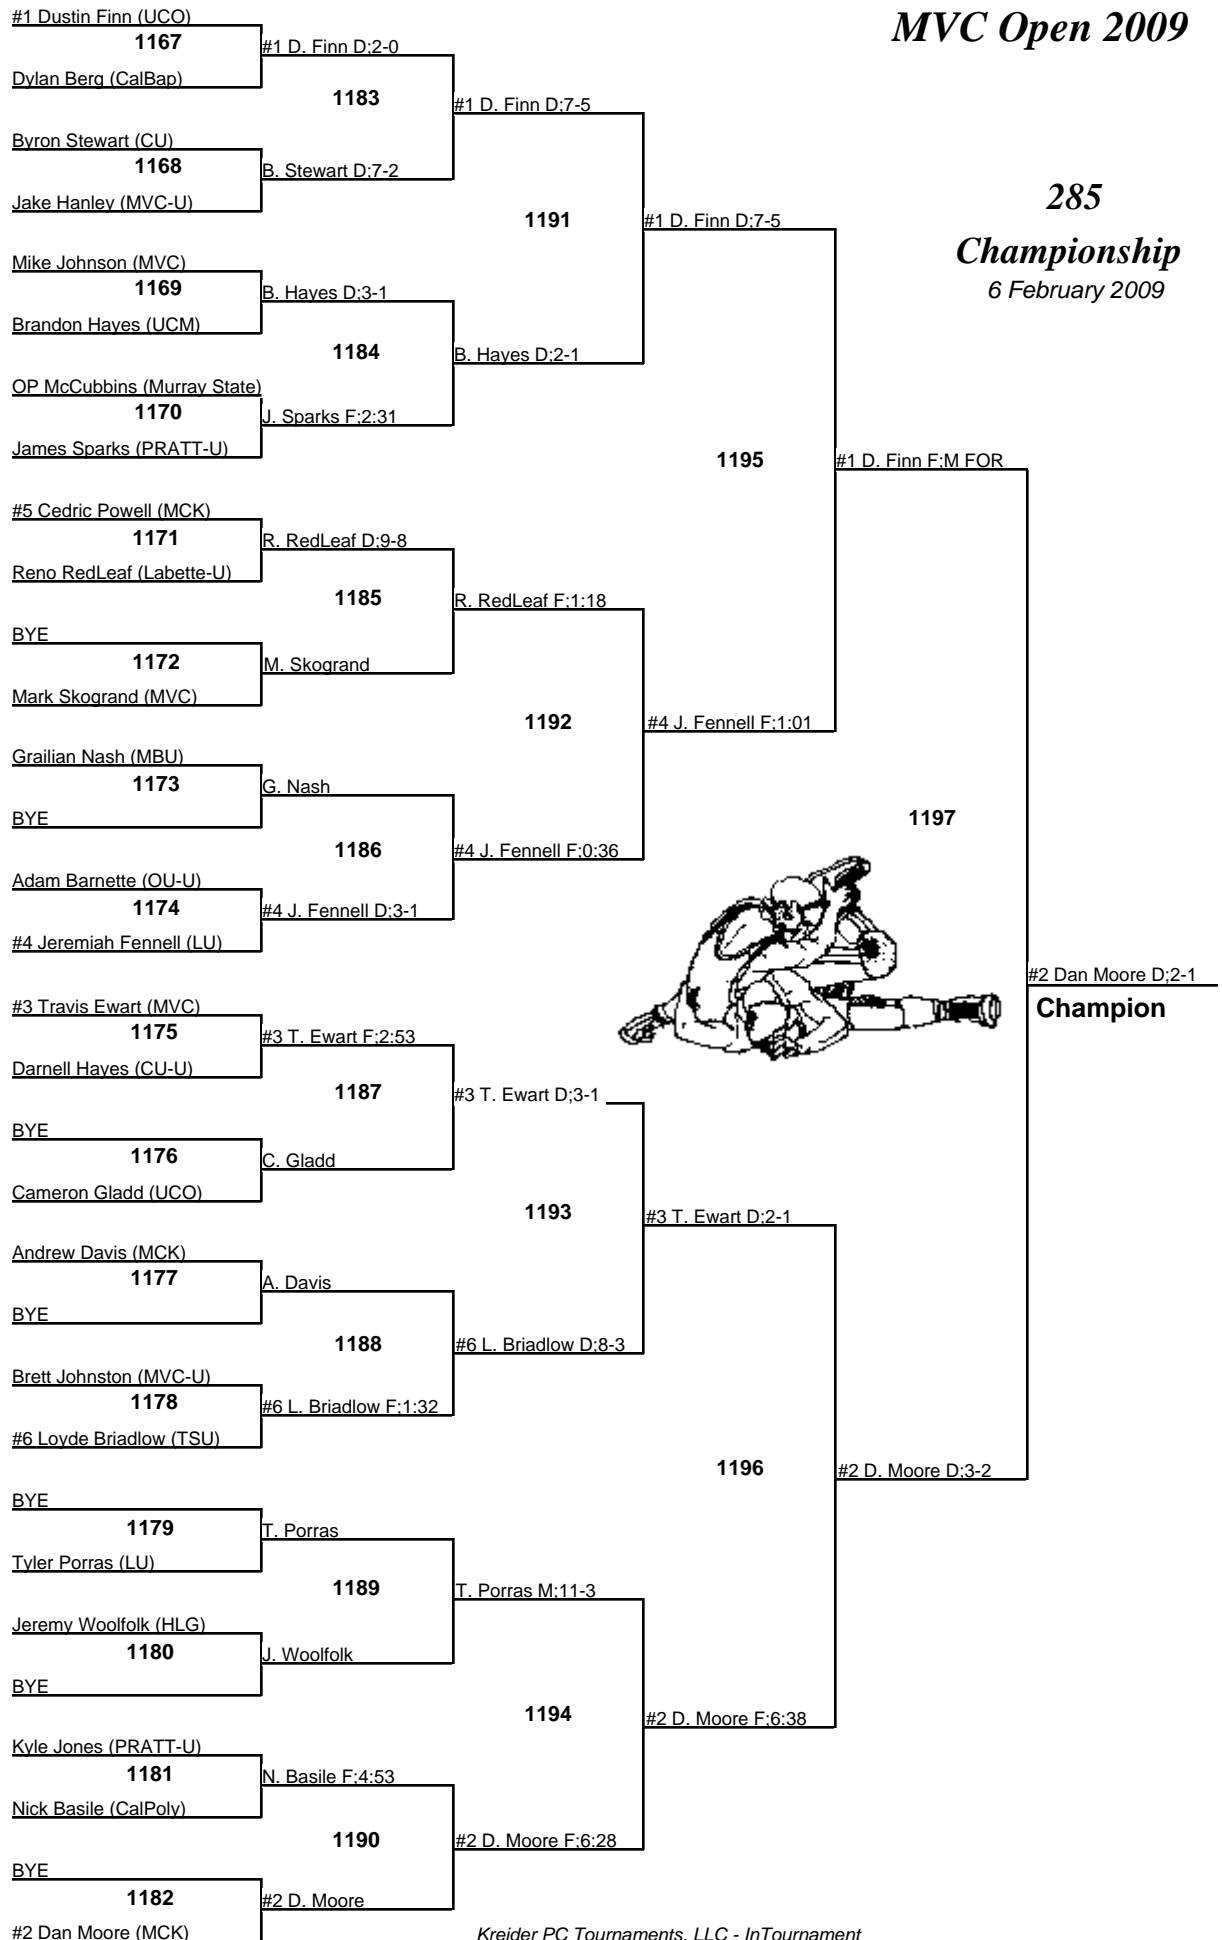 #1 Dustin Finn (UCO)
MVC Open 2009
1167
#1 D. Finn D;2-0
Dylan Berg (CalBap)
1183
#1 D. Finn D;7-5
Byron Stewart (CU)
1168
B. Stewart D;7-2
Jake Hanley (MVC-U)
285
1191
#1 D. Finn D;7-5
Championship
Mike Johnson (MVC)
6 February 2009
1169
B. Hayes D;3-1
Brandon Hayes (UCM)
1184
B. Hayes D;2-1
OP McCubbins (Murray State)
1170
J. Sparks F;2:31
James Sparks (PRATT-U)
1195
#1 D. Finn F;M FOR
#5 Cedric Powell (MCK)
1171
R. RedLeaf D;9-8
Reno RedLeaf (Labette-U)
1185
R. RedLeaf F;1:18
BYE
1172
M. Skogrand
Mark Skogrand (MVC)
1192
#4 J. Fennell F;1:01
Grailian Nash (MBU)
1173
G. Nash
BYE
1197
1186
#4 J. Fennell F;0:36
Adam Barnette (OU-U)
1174
#4 J. Fennell D;3-1
#4 Jeremiah Fennell (LU)
#2 Dan Moore D;2-1
Champion
#3 Travis Ewart (MVC)
1175
#3 T. Ewart F;2:53
Darnell Hayes (CU-U)
1187
#3 T. Ewart D;3-1
BYE
1176
C. Gladd
Cameron Gladd (UCO)
1193
#3 T. Ewart D;2-1
Andrew Davis (MCK)
1177
A. Davis
BYE
1188
#6 L. Briadlow D;8-3
Brett Johnston (MVC-U)
1178
#6 L. Briadlow F;1:32
#6 Loyde Briadlow (TSU)
1196
#2 D. Moore D;3-2
BYE
1179
T. Porras
Tyler Porras (LU)
1189
T. Porras M;11-3
Jeremy Woolfolk (HLG)
1180
J. Woolfolk
BYE
1194
#2 D. Moore F;6:38
Kyle Jones (PRATT-U)
1181
N. Basile F;4:53
Nick Basile (CalPoly)
1190
#2 D. Moore F;6:28
BYE
1182
#2 D. Moore
#2 Dan Moore (MCK)
Kreider PC Tournaments, LLC - InTournament